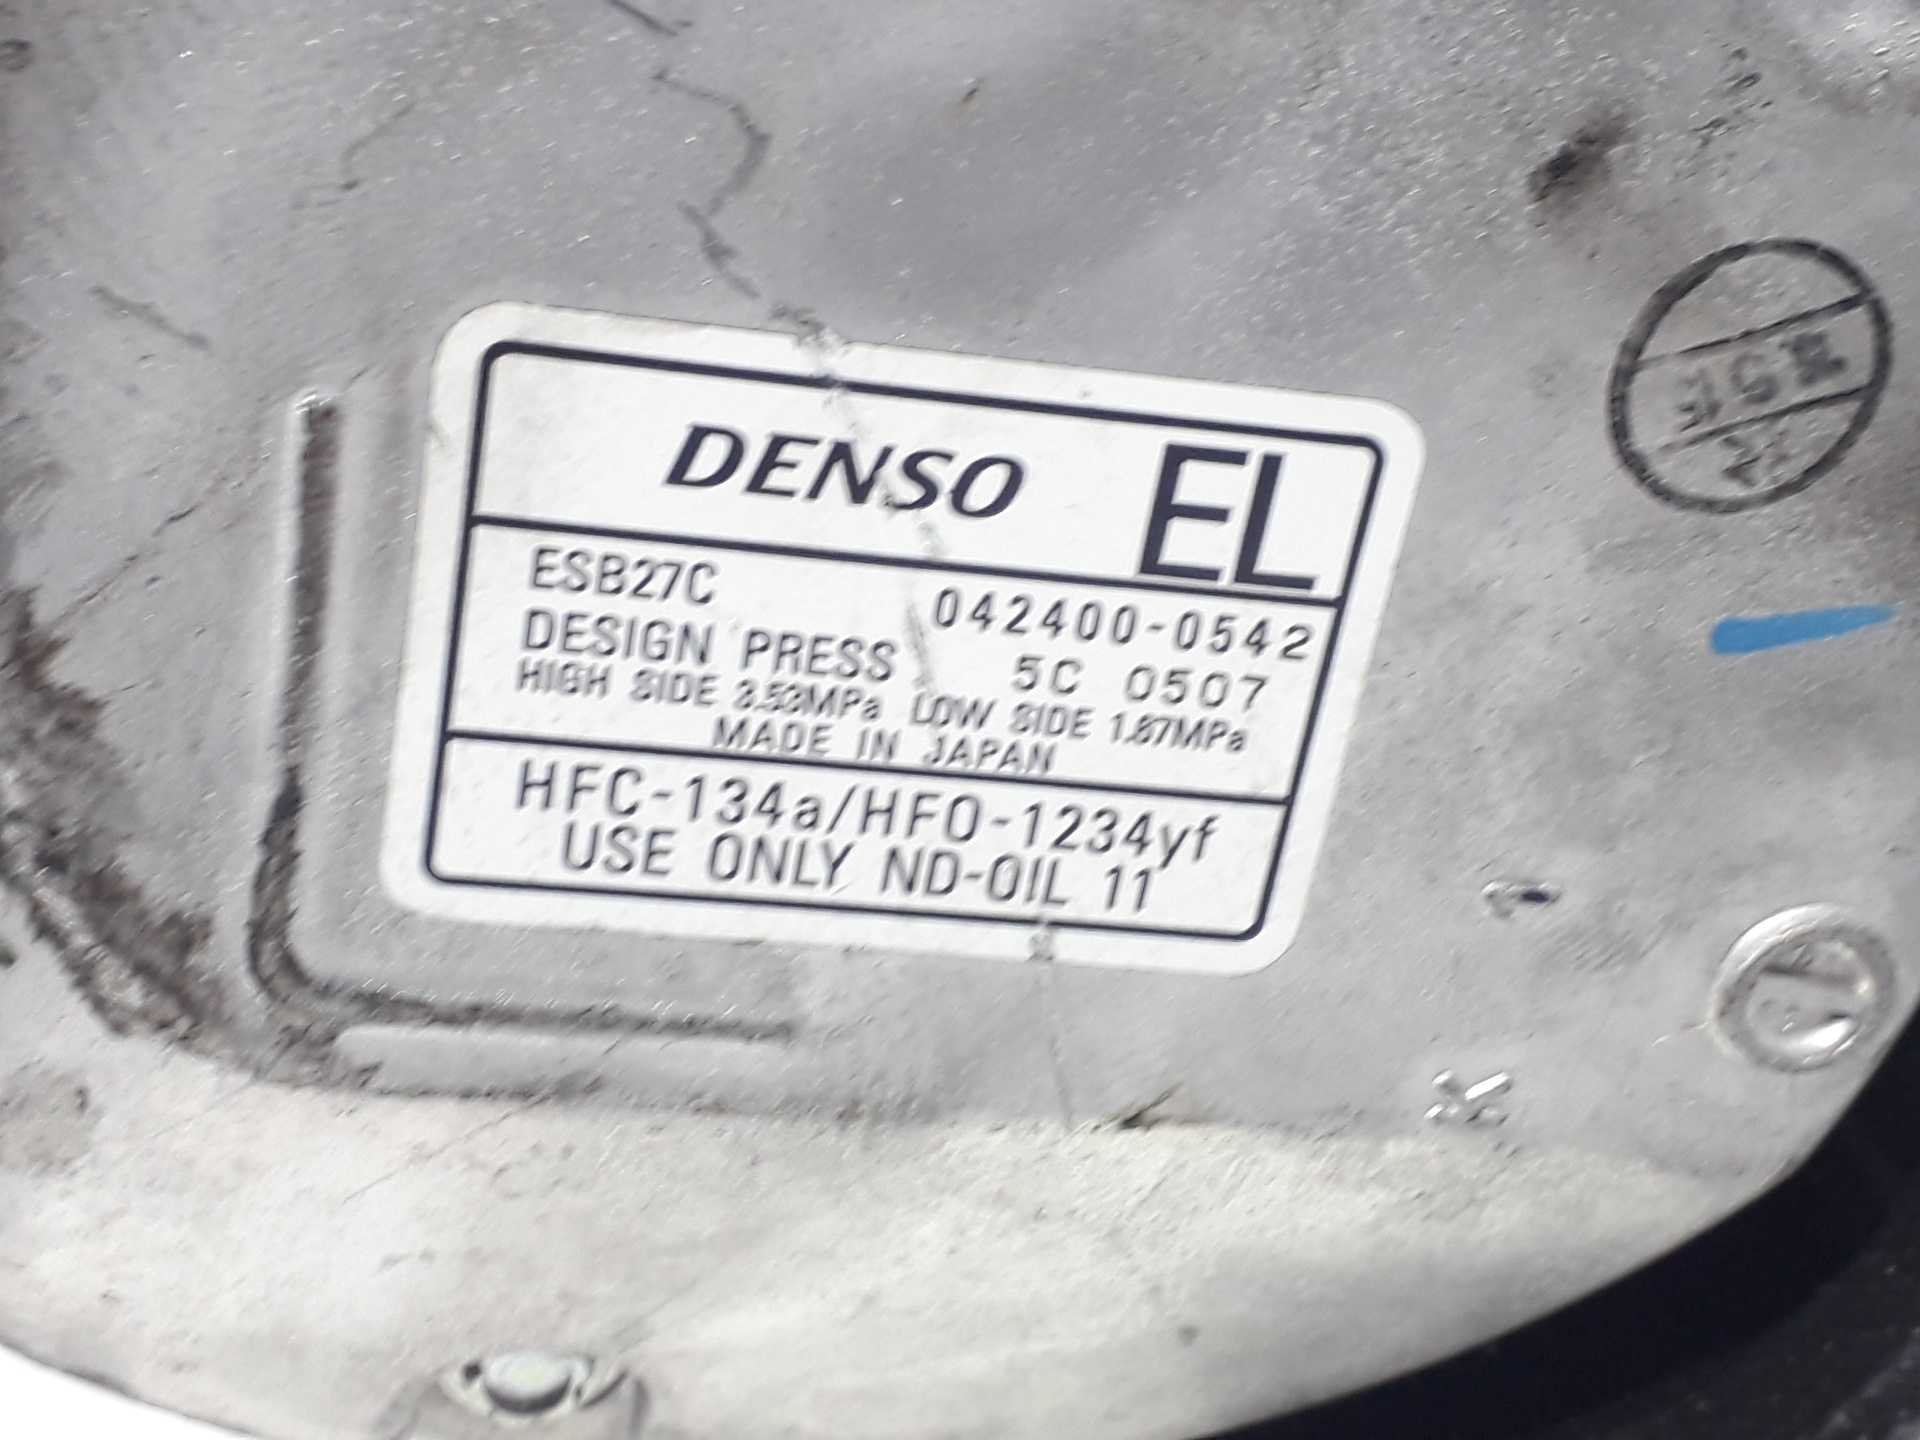 DENSO EL
ESB27C 042400-0542
DESIGN PRESS 5C 0507
HIGH SIDE 3.53MPa LOW SIDE 1.67MPa
MADE IN JAPAN
HFC-134a/HFO-1234yf
USE ONLY ND-OIL 11